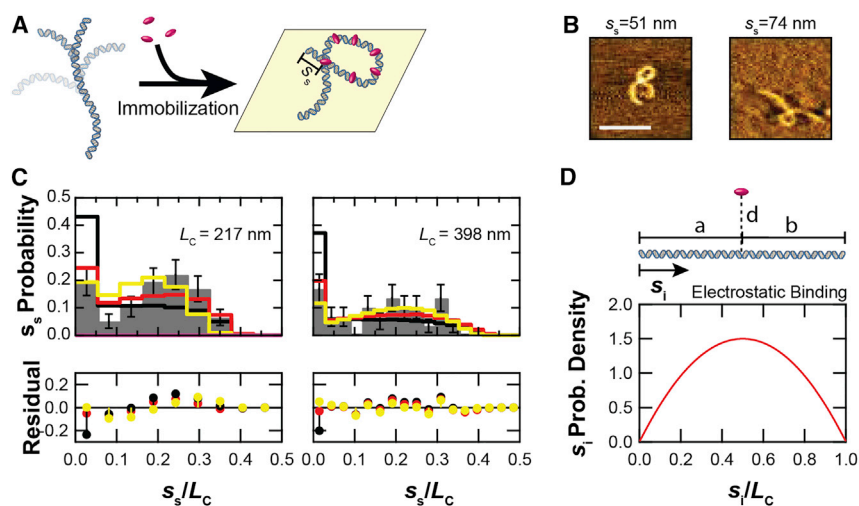 A
Immobilization
s_s
B
s_s=51 nm
s_s=74 nm
C
s_s Probability
0.5
0.4
0.3
0.2
0.1
0.0
L_C = 217 nm
L_C = 398 nm
Residual
0.2
0.0
-0.2
0.0 0.1 0.2 0.3 0.4 0.5
0.0 0.1 0.2 0.3 0.4 0.5
s_s/L_C
s_s/L_C
D
a
d
b
s_i
Electrostatic Binding
s_i Prob. Density
2.0
1.5
1.0
0.5
0.0
0.0 0.2 0.4 0.6 0.8 1.0
s_i/L_C